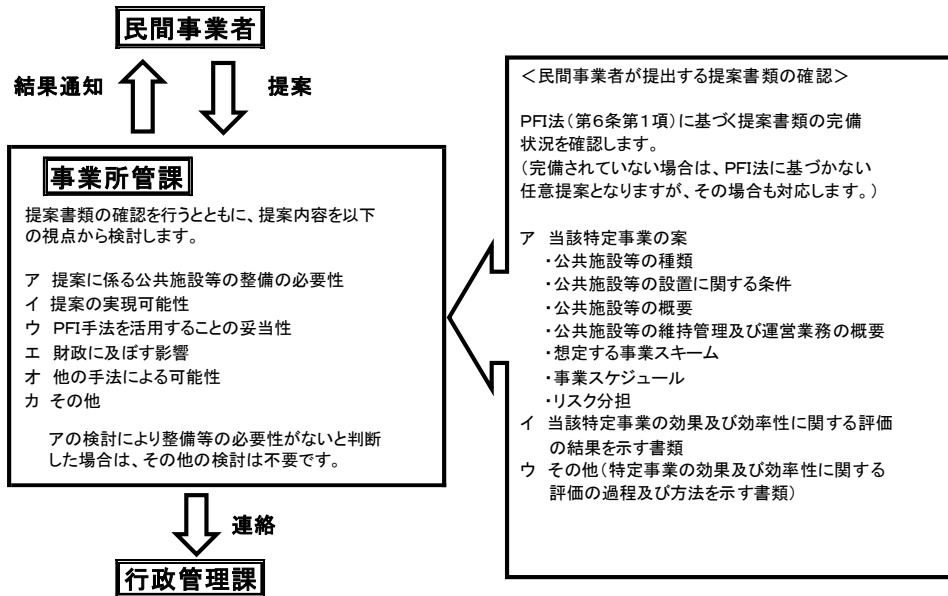 民間事業者
結果通知
提案
事業所管課
提案書類の確認を行うとともに、提案内容を以下
の視点から検討します。
ア 提案に係る公共施設等の整備の必要性
イ 提案の実現可能性
ウ PFI手法を活用することの妥当性
エ 財政に及ぼす影響
オ 他の手法による可能性
カ その他
アの検討により整備等の必要性がないと判断
した場合は、その他の検討は不要です。
連絡
行政管理課
＜民間事業者が提出する提案書類の確認＞
PFI法(第6条第1項)に基づく提案書類の完備
状況を確認します。
(完備されていない場合は、PFI法に基づかない
任意提案となりますが、その場合も対応します。)
ア 当該特定事業の案
・公共施設等の種類
・公共施設等の設置に関する条件
・公共施設等の概要
・公共施設等の維持管理及び運営業務の概要
・想定する事業スキーム
・事業スケジュール
・リスク分担
イ 当該特定事業の効果及び効率性に関する評価
の結果を示す書類
ウ その他(特定事業の効果及び効率性に関する
評価の過程及び方法を示す書類)